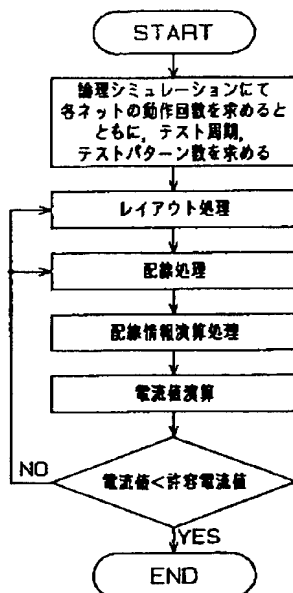 START
論理シミュレーションにて
各ネットの動作回数を求めると
ともに，テスト周期，
テストパターン数を求める
レイアウト処理
配線処理
配線情報演算処理
電流値演算
電流値<許容電流値
NO
YES
END